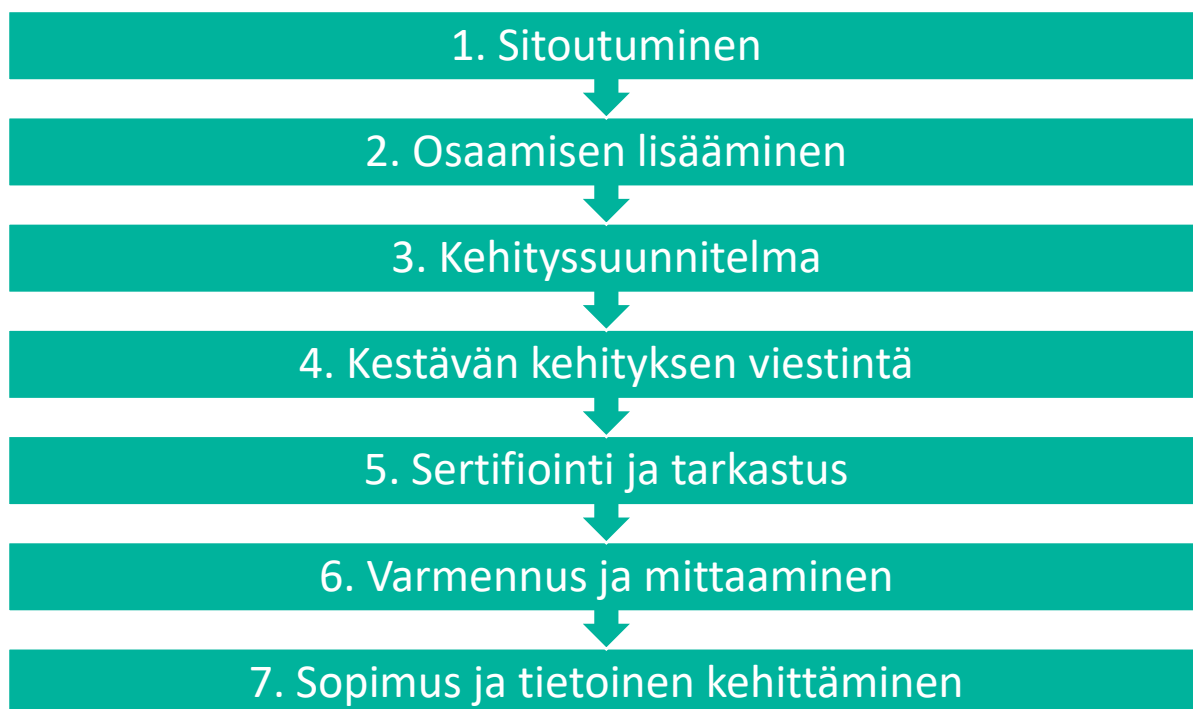 1. Sitoutuminen
2. Osaamisen lisääminen
3. Kehityssuunnitelma
4. Kestävän kehityksen viestintä
5. Sertifiointi ja tarkastus
6. Varmennus ja mittaaminen
7. Sopimus ja tietoinen kehittäminen